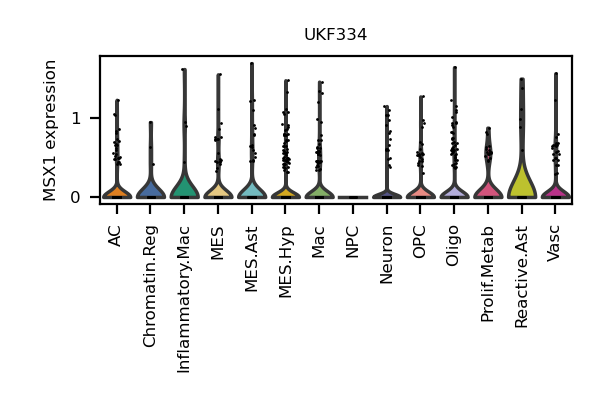 UKF334
MSX1 expression
1
0
AC
Chromatin.Reg
Inflammatory.Mac
MES
MES.Ast
MES.Hyp
Mac
NPC
Neuron
OPC
Oligo
Prolif.Metab
Reactive.Ast
Vasc